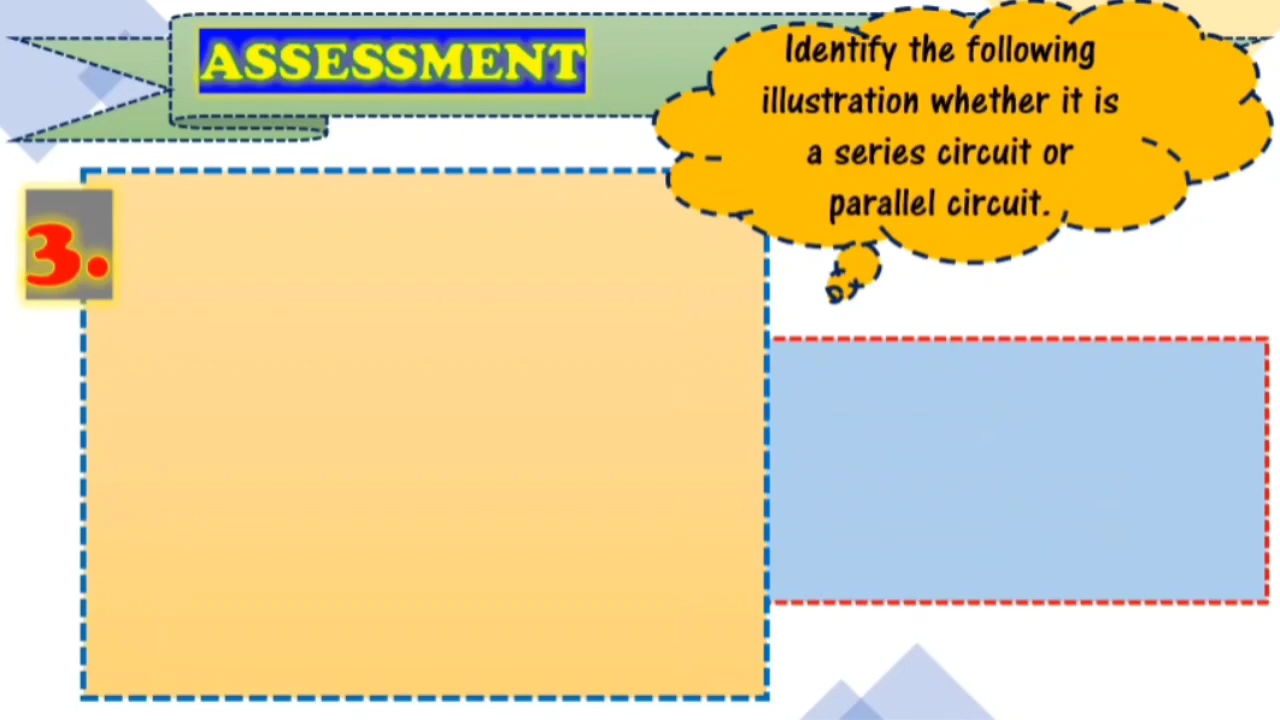 ASSESSMENT
Identify the following
illustration whether it is
a series circuit or
parallel circuit.
3.